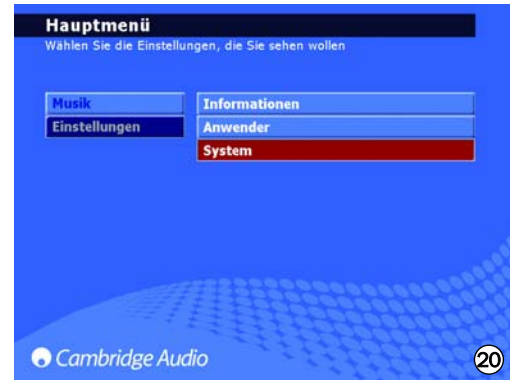 Hauptmenü
Wählen Sie die Einstellungen, die Sie sehen wollen
Musik
Informationen
Einstellungen
Anwender
System
Cambridge Audio
20